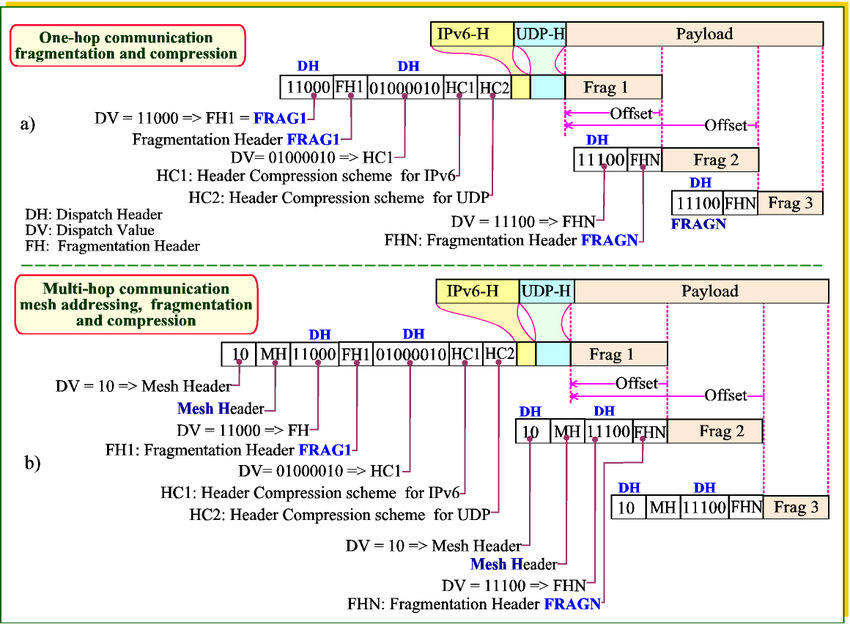 One-hop communication
fragmentation and compression
IPv6-H UDP-H Payload
DH DH
11000 FH1 01000010 HC1 HC2 Frag 1
a)
DV = 11000 => FH1 = FRAG1
Offset
Offset
Fragmentation Header FRAG1
DH
DV= 01000010 => HC1
11100 FHN Frag 2
HC1: Header Compression scheme for IPv6
DH
HC2: Header Compression scheme for UDP
11100 FHN Frag 3
FRAGN
DH: Dispatch Header
DV: Dispatch Value
FH: Fragmentation Header
DV = 11100 => FHN
FHN: Fragmentation Header FRAGN
Multi-hop communication
mesh addressing, fragmentation
and compression
IPv6-H UDP-H Payload
DH DH
10 MH 11000 FH1 01000010 HC1 HC2 Frag 1
DV = 10 => Mesh Header
Offset
Offset
Mesh Header
DH DH
DV = 11000 => FH
10 MH 11100 FHN Frag 2
FH1: Fragmentation Header FRAG1
b)
DV= 01000010 => HC1
HC1: Header Compression scheme for IPv6
DH DH
10 MH 11100 FHN Frag 3
HC2: Header Compression scheme for UDP
DV = 10 => Mesh Header
Mesh Header
DV = 11100 => FHN
FHN: Fragmentation Header FRAGN